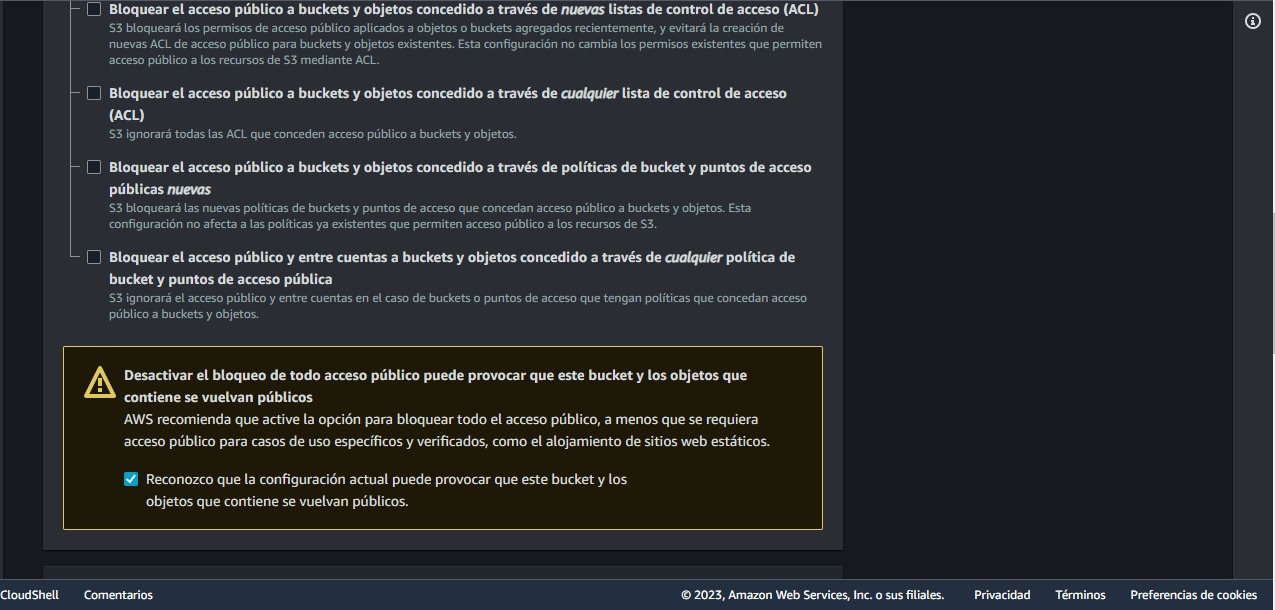 Bloquear el acceso público a buckets y objetos concedido a través de nuevas listas de control de acceso (ACL)
S3 bloqueará los permisos de acceso público aplicados a objetos o buckets agregados recientemente, y evitará la creación de
nuevas ACL de acceso público para buckets y objetos existentes. Esta configuración no cambia los permisos existentes que permiten
acceso público a los recursos de S3 mediante ACL.
Bloquear el acceso público a buckets y objetos concedido a través de cualquier lista de control de acceso
(ACL)
S3 ignorará todas las ACL que conceden acceso público a buckets y objetos.
Bloquear el acceso público a buckets y objetos concedido a través de políticas de bucket y puntos de acceso
públicas nuevas
S3 bloqueará las nuevas políticas de buckets y puntos de acceso que concedan acceso público a buckets y objetos. Esta
configuración no afecta a las políticas ya existentes que permiten acceso público a los recursos de S3.
Bloquear el acceso público y entre cuentas a buckets y objetos concedido a través de cualquier política de
bucket y puntos de acceso pública
S3 ignorará el acceso público y entre cuentas en el caso de buckets o puntos de acceso que tengan políticas que concedan acceso
público a buckets y objetos.
Desactivar el bloqueo de todo acceso público puede provocar que este bucket y los objetos que
contiene se vuelvan públicos
AWS recomienda que active la opción para bloquear todo el acceso público, a menos que se requiera
acceso público para casos de uso específicos y verificados, como el alojamiento de sitios web estáticos.
Reconozco que la configuración actual puede provocar que este bucket y los
objetos que contiene se vuelvan públicos.
CloudShell Comentarios © 2023, Amazon Web Services, Inc. o sus filiales. Privacidad Términos Preferencias de cookies